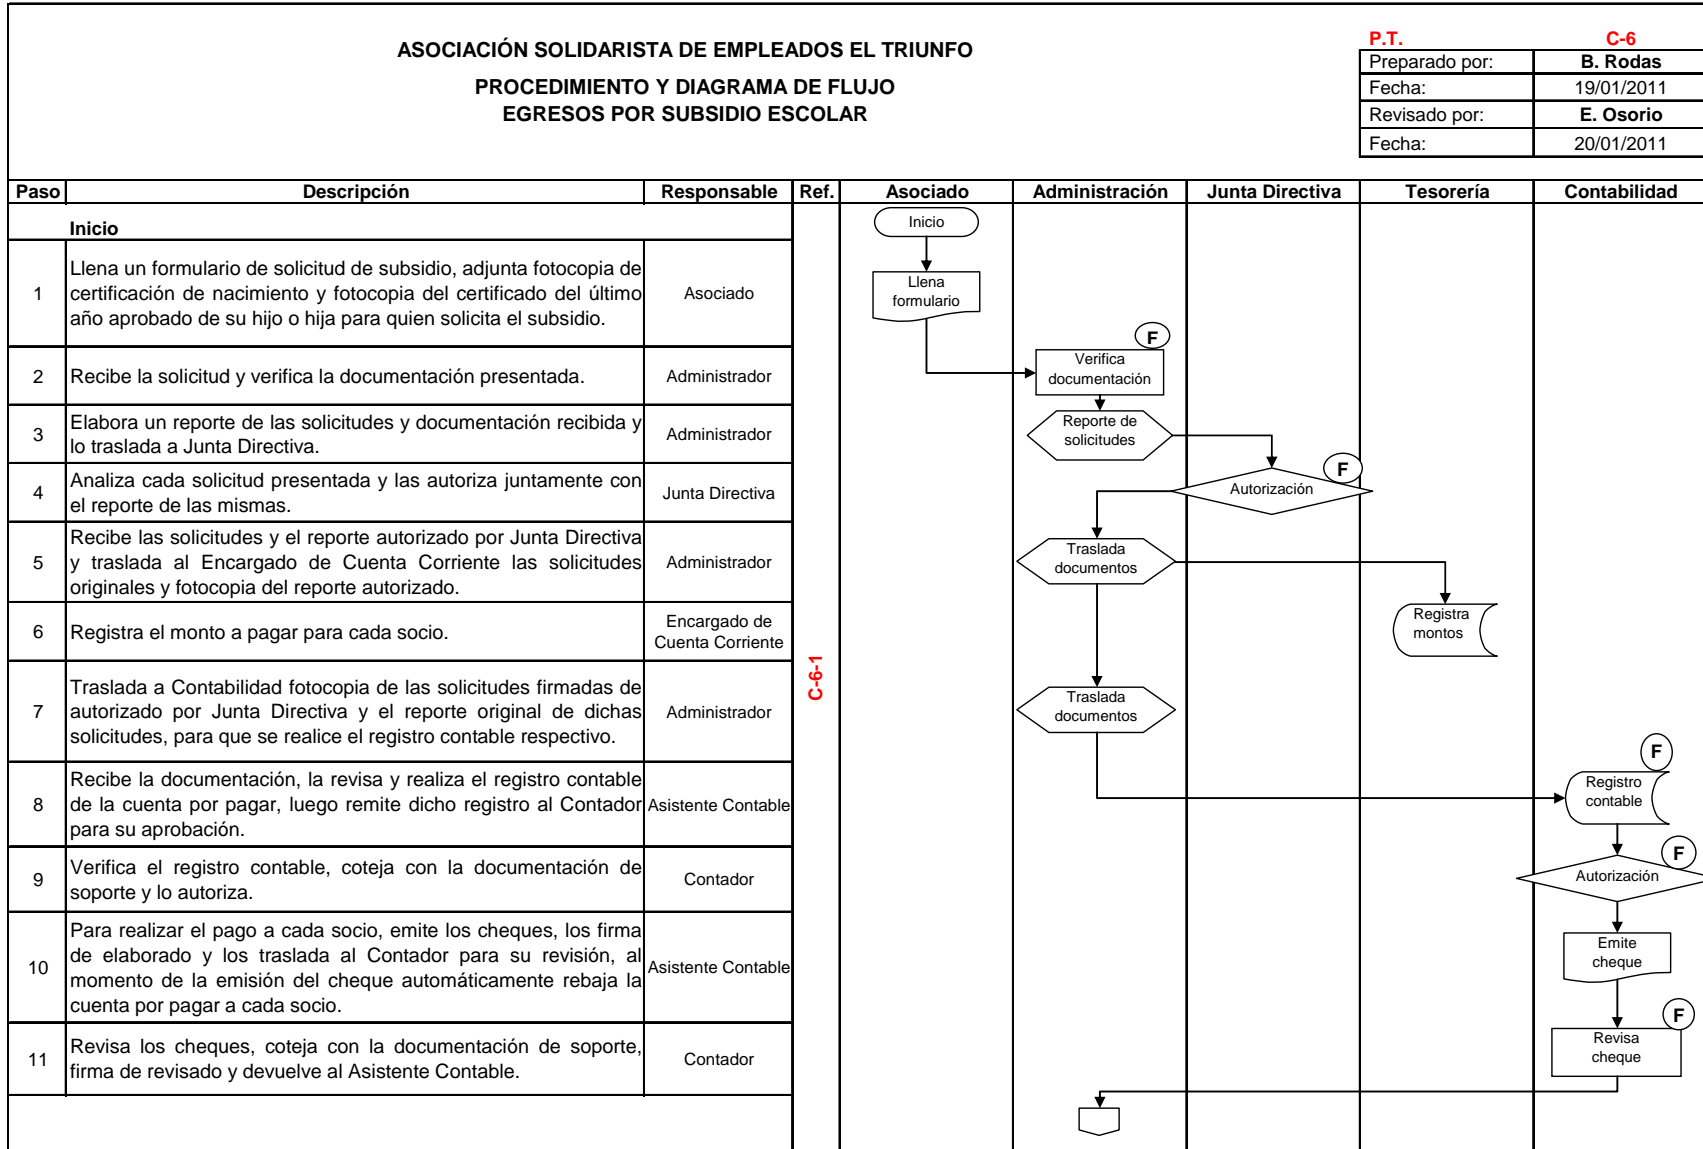 ASOCIACIÓN SOLIDARISTA DE EMPLEADOS EL TRIUNFO
PROCEDIMIENTO Y DIAGRAMA DE FLUJO
EGRESOS POR SUBSIDIO ESCOLAR
P.T. C-6
Preparado por: B. Rodas
Fecha: 19/01/2011
Revisado por: E. Osorio
Fecha: 20/01/2011
Paso Descripción Responsable Ref. Asociado Administración Junta Directiva Tesorería Contabilidad
Inicio
1
Llena un formulario de solicitud de subsidio, adjunta fotocopia de
certificación de nacimiento y fotocopia del certificado del último
año aprobado de su hijo o hija para quien solicita el subsidio.
Asociado
2
Recibe la solicitud y verifica la documentación presentada.
Administrador
3
Elabora un reporte de las solicitudes y documentación recibida y
lo traslada a Junta Directiva.
Administrador
4
Analiza cada solicitud presentada y las autoriza juntamente con
el reporte de las mismas.
Junta Directiva
5
Recibe las solicitudes y el reporte autorizado por Junta Directiva
y traslada al Encargado de Cuenta Corriente las solicitudes
originales y fotocopia del reporte autorizado.
Administrador
6
Registra el monto a pagar para cada socio.
Encargado de
Cuenta Corriente
7
Traslada a Contabilidad fotocopia de las solicitudes firmadas de
autorizado por Junta Directiva y el reporte original de dichas
solicitudes, para que se realice el registro contable respectivo.
Administrador
8
Recibe la documentación, la revisa y realiza el registro contable
de la cuenta por pagar, luego remite dicho registro al Contador
para su aprobación.
Asistente Contable
9
Verifica el registro contable, coteja con la documentación de
soporte y lo autoriza.
Contador
10
Para realizar el pago a cada socio, emite los cheques, los firma
de elaborado y los traslada al Contador para su revisión, al
momento de la emisión del cheque automáticamente rebaja la
cuenta por pagar a cada socio.
Asistente Contable
11
Revisa los cheques, coteja con la documentación de soporte,
firma de revisado y devuelve al Asistente Contable.
Contador
C-6-1
Inicio
Llena
formulario
F
Verifica
documentación
Reporte de
solicitudes
F
Autorización
Traslada
documentos
Registra
montos
Traslada
documentos
F
Registro
contable
F
Autorización
Emite
cheque
F
Revisa
cheque